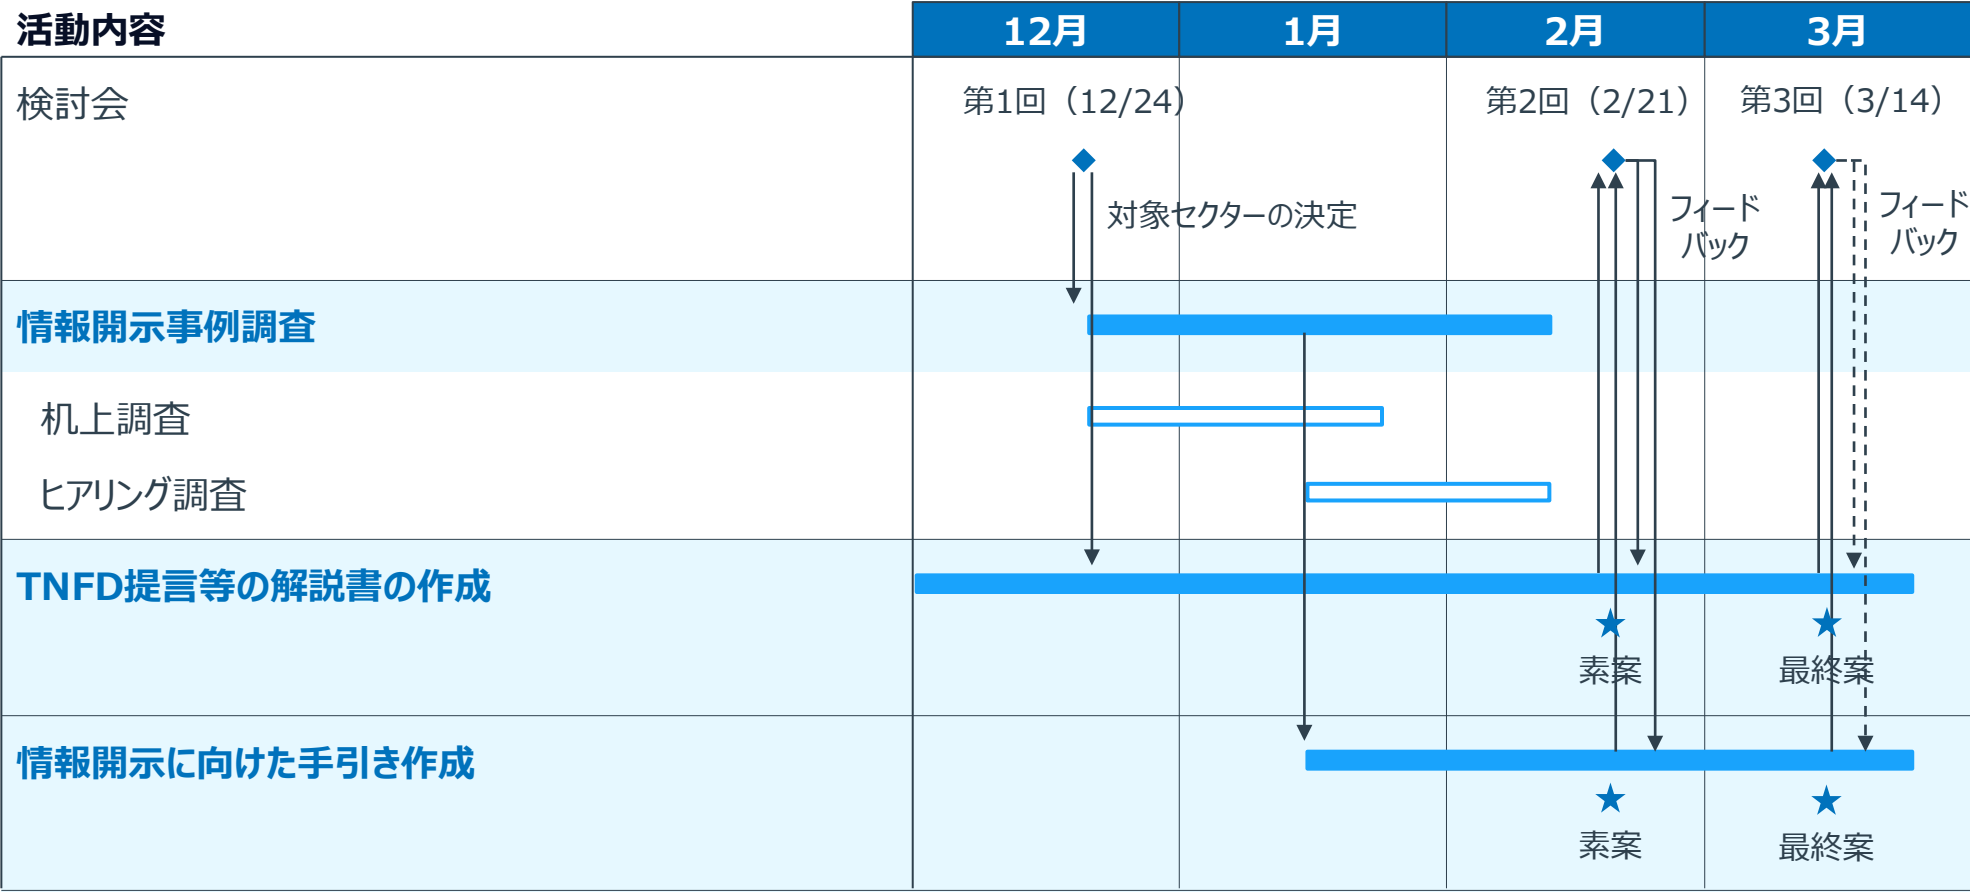 活動内容
12月
1月
2月
3月
検討会
第1回（12/24）
第2回（2/21）
第3回（3/14）
対象セクターの決定
フィード
バック
フィード
バック
情報開示事例調査
机上調査
ヒアリング調査
TNFD提言等の解説書の作成
素案
最終案
情報開示に向けた手引き作成
素案
最終案